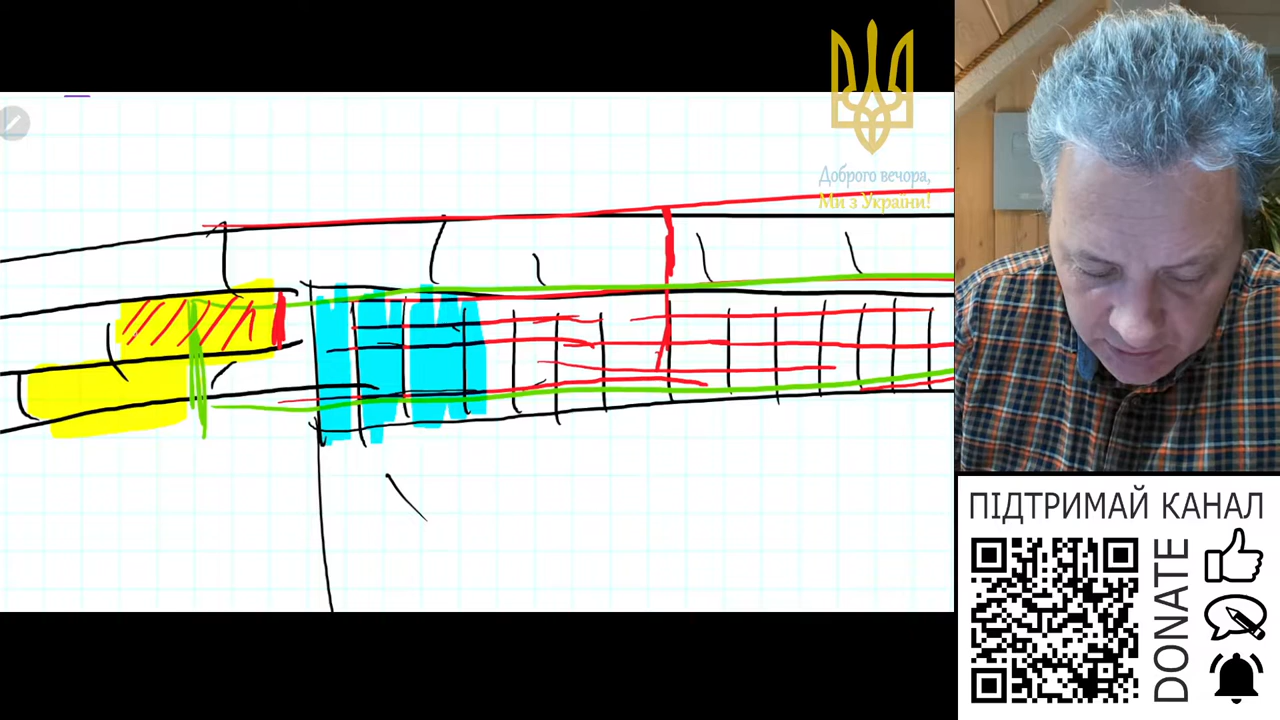 Доброго вечора,
Ми з України!
ПІДТРИМАЙ КАНАЛ
DONATE